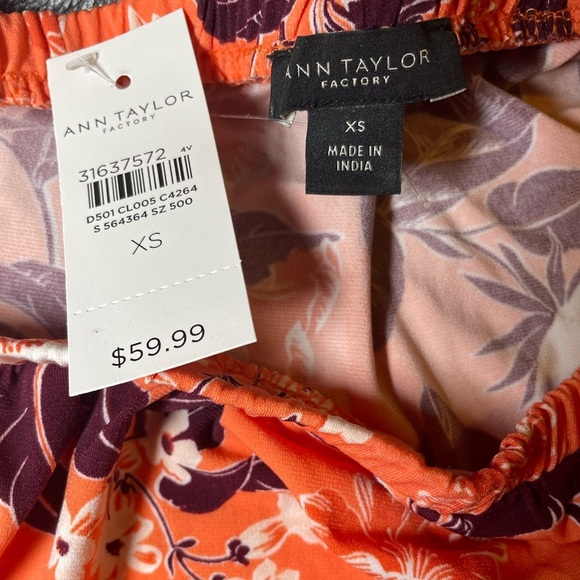 ANN TAYLOR
FACTORY
31637572 4V
D501 CL005 C4264
S 564364 SZ 500
XS
$59.99
ANN TAYLOR
FACTORY
XS
MADE IN
INDIA